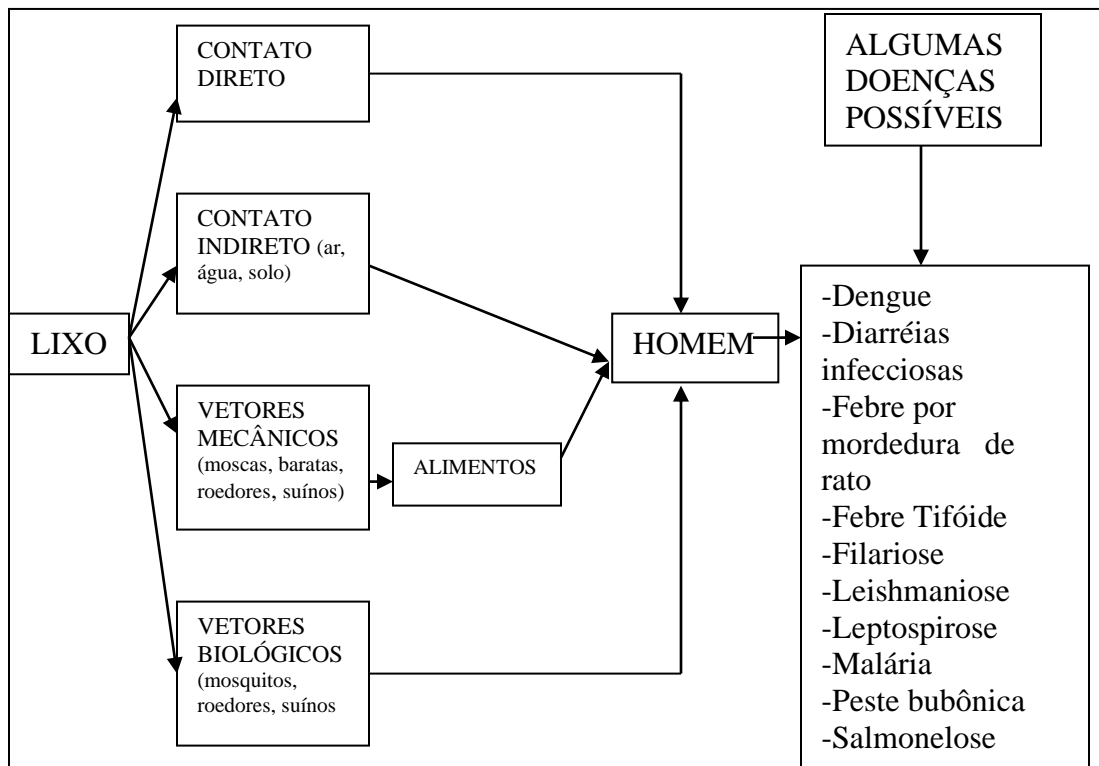 CONTATO
DIRETO
CONTATO
INDIRETO (ar,
água, solo)
LIXO
VETORES
MECÂNICOS
(moscas, baratas,
roedores, suínos)
ALIMENTOS
VETORES
BIOLÓGICOS
(mosquitos,
roedores, suínos
HOMEM
ALGUMAS
DOENÇAS
POSSÍVEIS
-Dengue
-Diarréias
infecciosas
-Febre por
mordedura de
rato
-Febre Tifóide
-Filariose
-Leishmaniose
-Leptospirose
-Malária
-Peste bubônica
-Salmonelose